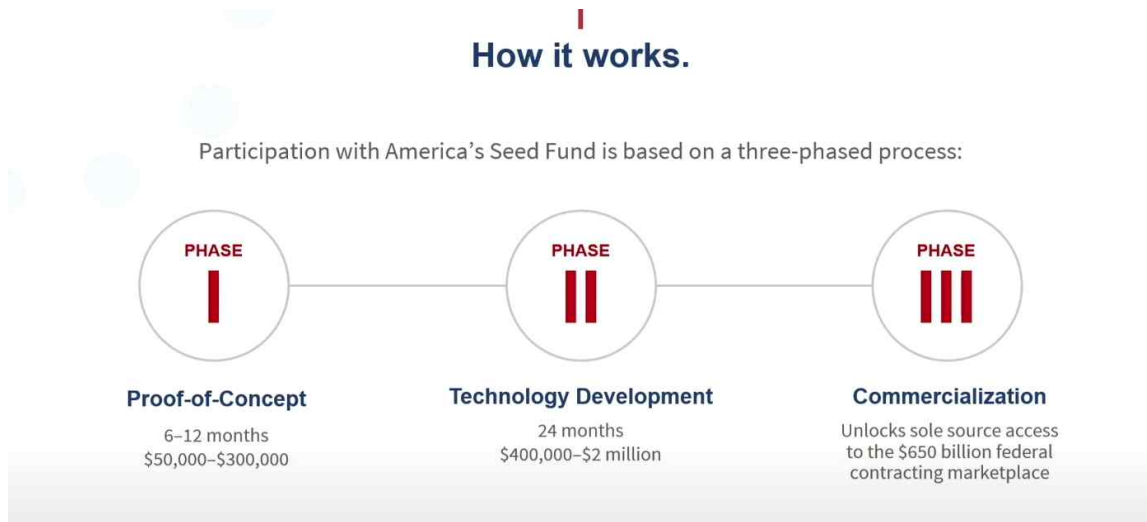 How it works.
Participation with America's Seed Fund is based on a three-phased process:
PHASE
I
PHASE
II
PHASE
III
Proof-of-Concept
6–12 months
$50,000–$300,000
Technology Development
24 months
$400,000–$2 million
Commercialization
Unlocks sole source access
to the $650 billion federal
contracting marketplace